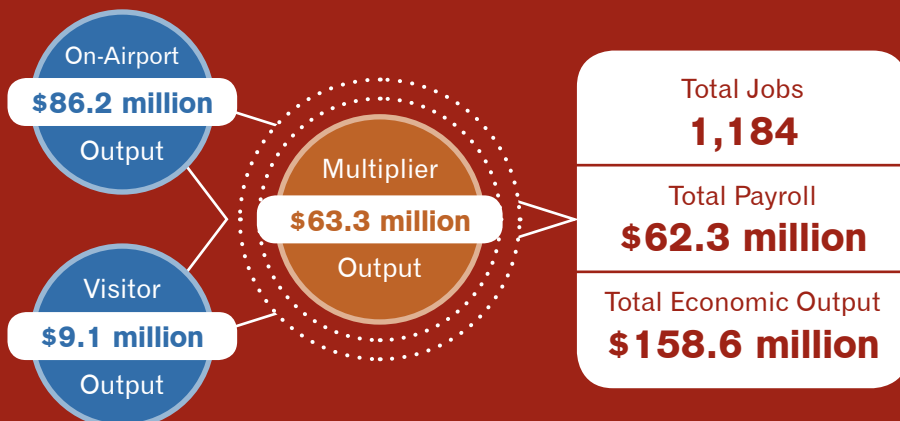 On-Airport
$86.2 million
Output
Visitor
$9.1 million
Output
Multiplier
$63.3 million
Output
Total Jobs
1,184
Total Payroll
$62.3 million
Total Economic Output
$158.6 million